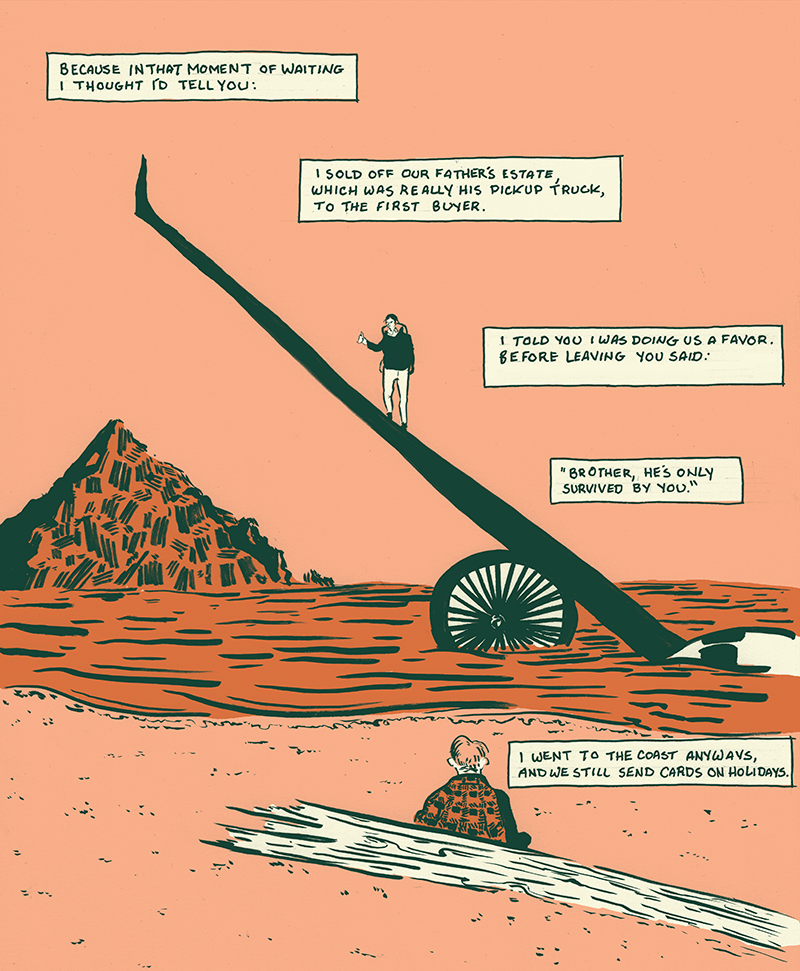 BECAUSE IN THAT MOMENT OF WAITING
I THOUGHT I'D TELL YOU:
I SOLD OFF OUR FATHER'S ESTATE,
WHICH WAS REALLY HIS PICKUP TRUCK,
TO THE FIRST BUYER.
I TOLD YOU I WAS DOING US A FAVOR.
BEFORE LEAVING YOU SAID:
"BROTHER, HE'S ONLY
SURVIVED BY YOU."
I WENT TO THE COAST ANYWAYS,
AND WE STILL SEND CARDS ON HOLIDAYS.